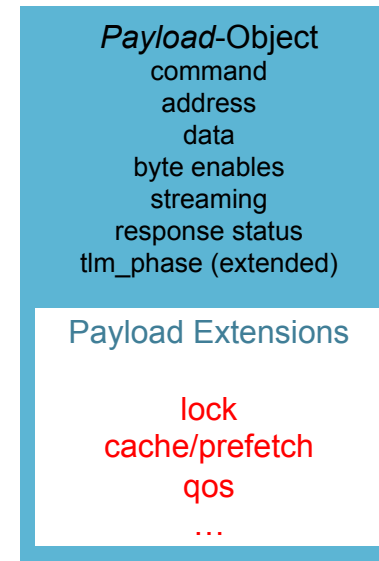 Payload-Object
command
address
data
byte enables
streaming
response status
tlm_phase (extended)
Payload Extensions
lock
cache/prefetch
qos
…